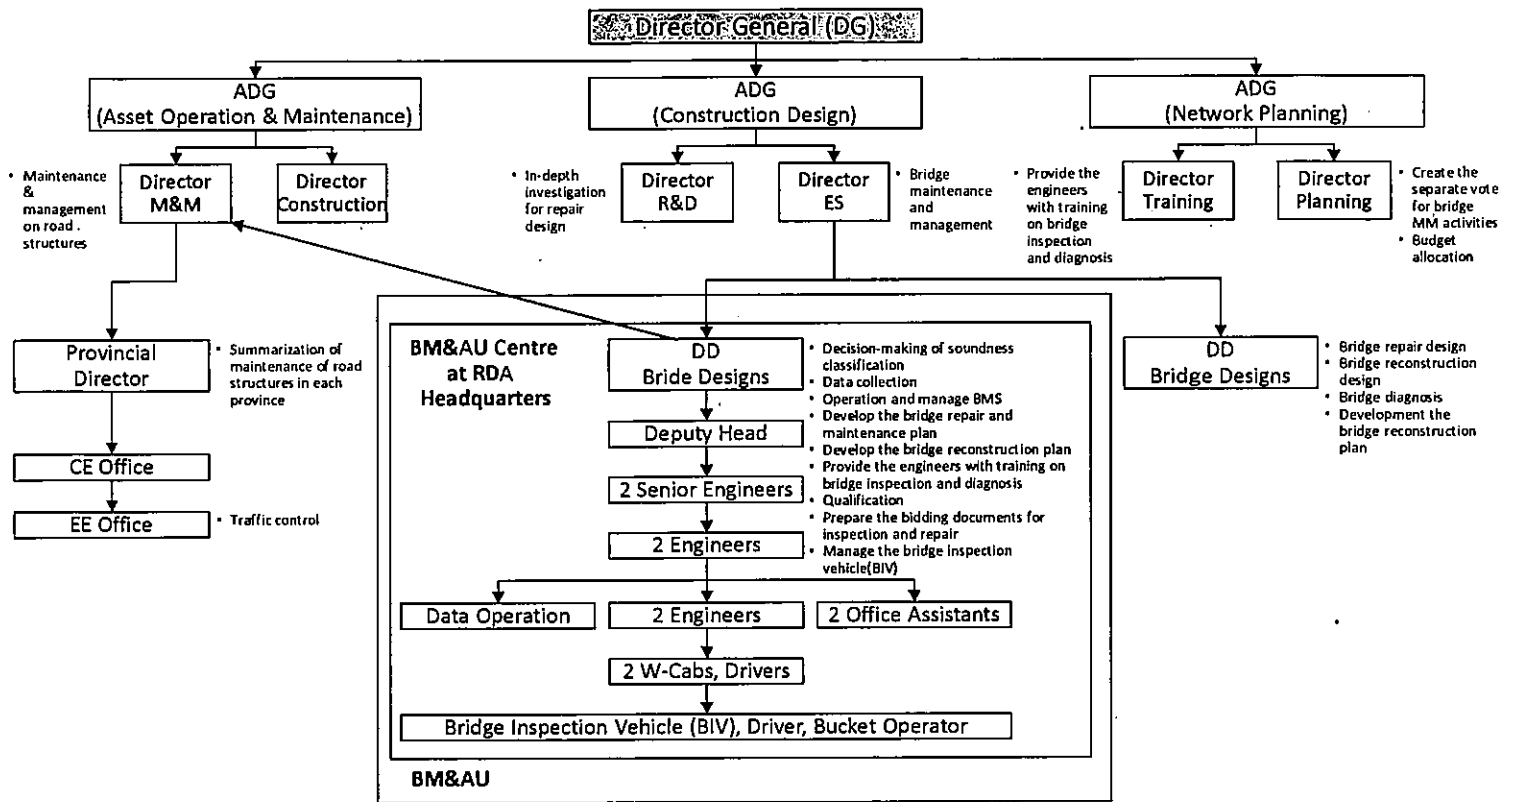 Director General (DG)
ADG
(Asset Operation & Maintenance)
ADG
(Construction Design)
ADG
(Network Planning)
• Maintenance
&
management
on road .
structures
Director
M&M
Director
Construction
• In-depth
investigation
for repair
design
Director
R&D
Director
ES
• Bridge
maintenance
and
management
• Provide the
engineers
with training
on bridge
inspection
and diagnosis
Director
Training
Director
Planning
• Create the
separate vote
for bridge
MM activities
• Budget
allocation
Provincial
Director
• Summarization of
maintenance of road
structures in each
province
CE Office
EE Office
• Traffic control
BM&AU Centre
at RDA
Headquarters
DD
Bride Designs
• Decision-making of soundness
classification
• Data collection
• Operation and manage BMS
• Develop the bridge repair and
maintenance plan
• Develop the bridge reconstruction plan
• Provide the engineers with training on
bridge inspection and diagnosis
• Qualification
• Prepare the bidding documents for
inspection and repair
• Manage the bridge inspection
vehicle(BIV)
Deputy Head
2 Senior Engineers
2 Engineers
Data Operation
2 Engineers
2 Office Assistants
2 W-Cabs, Drivers
Bridge Inspection Vehicle (BIV), Driver, Bucket Operator
BM&AU
DD
Bridge Designs
• Bridge repair design
• Bridge reconstruction
design
• Bridge diagnosis
• Development the
bridge reconstruction
plan